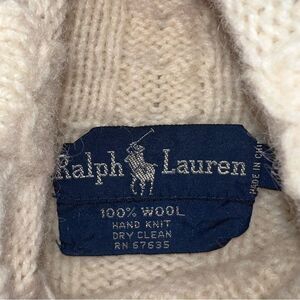 Ralph Lauren
100% WOOL
HAND KNIT
DRY CLEAN
RN 67635
MADE IN